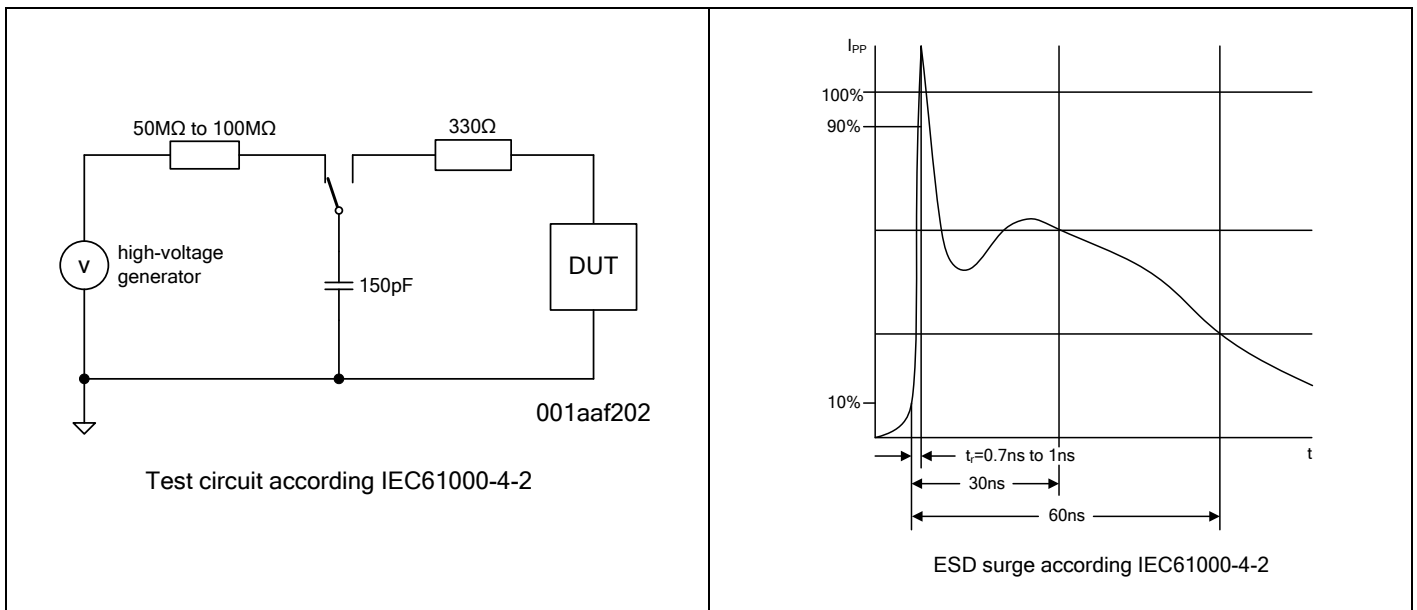 50MΩ to 100MΩ
330Ω
V
high-voltage
generator
150pF
DUT
001aaf202
Test circuit according IEC61000-4-2
IPP
100%
90%
10%
t
tr=0.7ns to 1ns
30ns
60ns
ESD surge according IEC61000-4-2